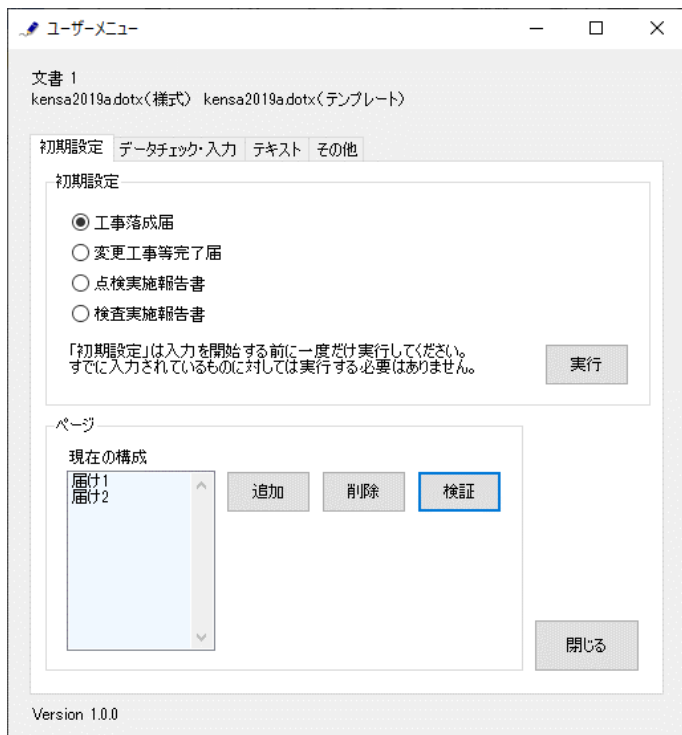 ユーザーメニュー
文書 1
kensa2019a.dotx(様式) kensa2019a.dotx(テンプレート)
初期設定 データチェック・入力 テキスト その他
初期設定
工事落成届
変更工事等完了届
点検実施報告書
検査実施報告書
「初期設定」は入力を開始する前に一度だけ実行してください。
すでに入力されているものに対しては実行する必要はありません。
実行
ページ
現在の構成
届け1
届け2
追加 削除 検証
閉じる
Version 1.0.0